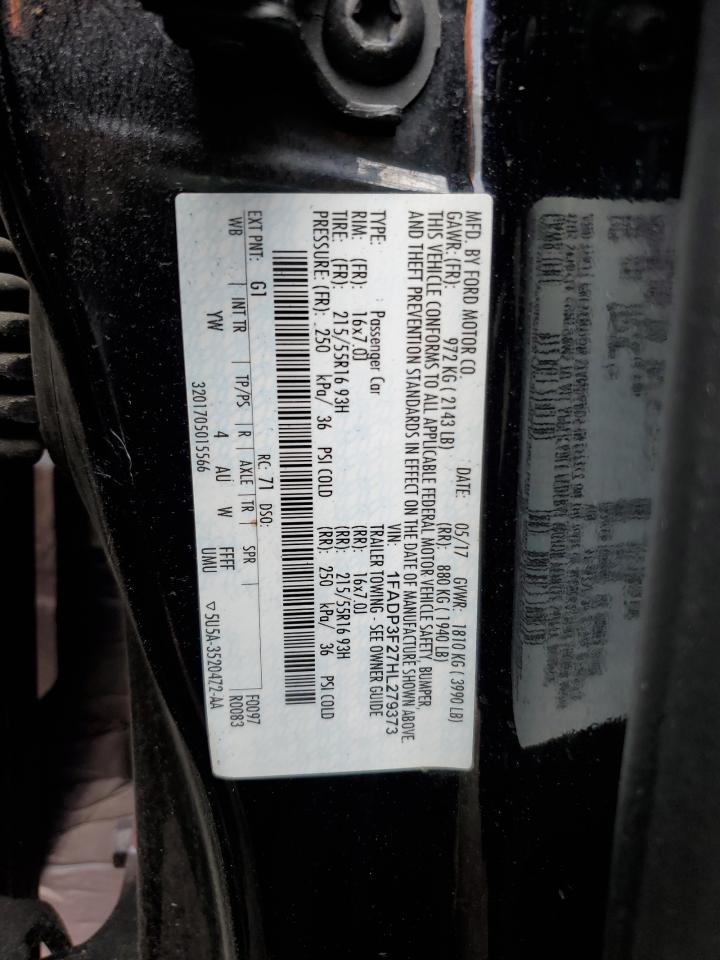 MFD. BY FORD MOTOR CO. DATE: 05/17 GVWR: 1810 KG ( 3990 LB)
GAWR: (FR): 972 KG ( 2143 LB) (RR): 880 KG ( 1940 LB)
THIS VEHICLE CONFORMS TO ALL APPLICABLE FEDERAL MOTOR VEHICLE SAFETY, BUMPER,
AND THEFT PREVENTION STANDARDS IN EFFECT ON THE DATE OF MANUFACTURE SHOWN ABOVE.
VIN: 1FADP3F27HL279373
TYPE: Passenger Car TRAILER TOWING - SEE OWNER GUIDE
RIM: (FR): 16x7.0J (RR): 16x7.0J
TIRE: (FR): 215/55R16 93H (RR): 215/55R16 93H
PRESSURE: (FR): 250 kPa/ 36 PSI COLD (RR): 250 kPa/ 36 PSI COLD
EXT PNT: G1 RC: 71 DSO: F0097
WB INT TR TP/PS R AXLE TR SPR R0083
YW 4 AU W FFFF
UMU
3201705015566 ▽5U5A-35204Z2-AA